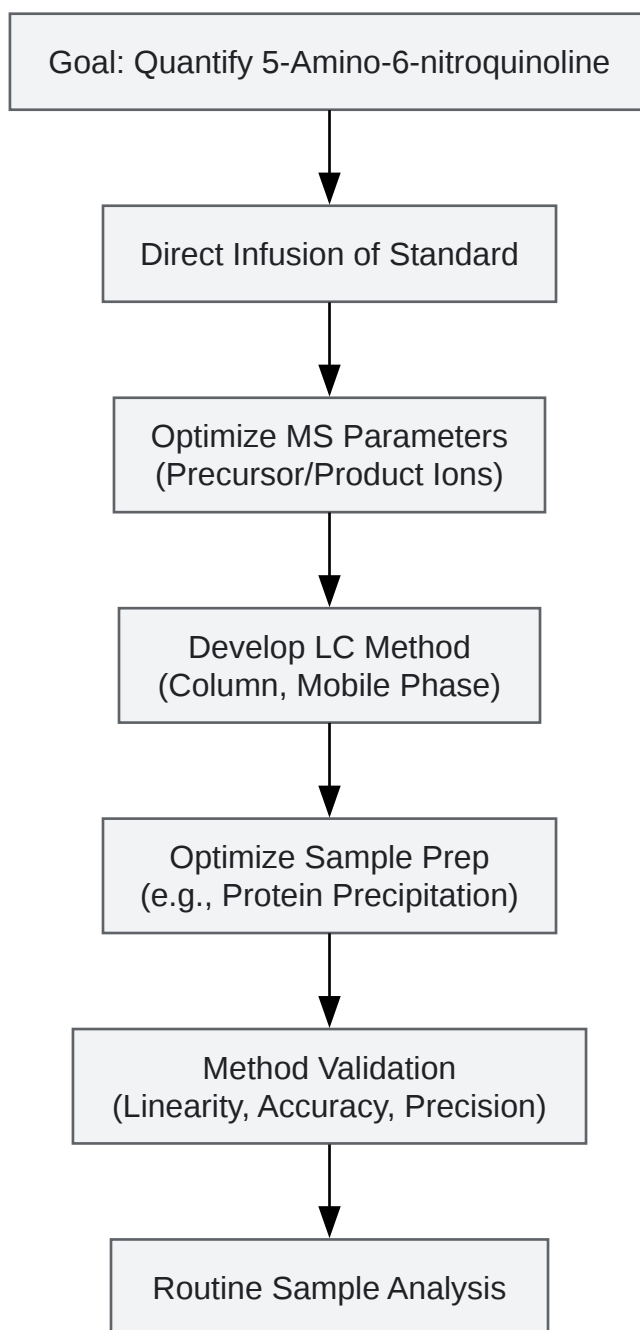 Goal: Quantify 5-Amino-6-nitroquinoline
Direct Infusion of Standard
Optimize MS Parameters
(Precursor/Product Ions)
Develop LC Method
(Column, Mobile Phase)
Optimize Sample Prep
(e.g., Protein Precipitation)
Method Validation
(Linearity, Accuracy, Precision)
Routine Sample Analysis